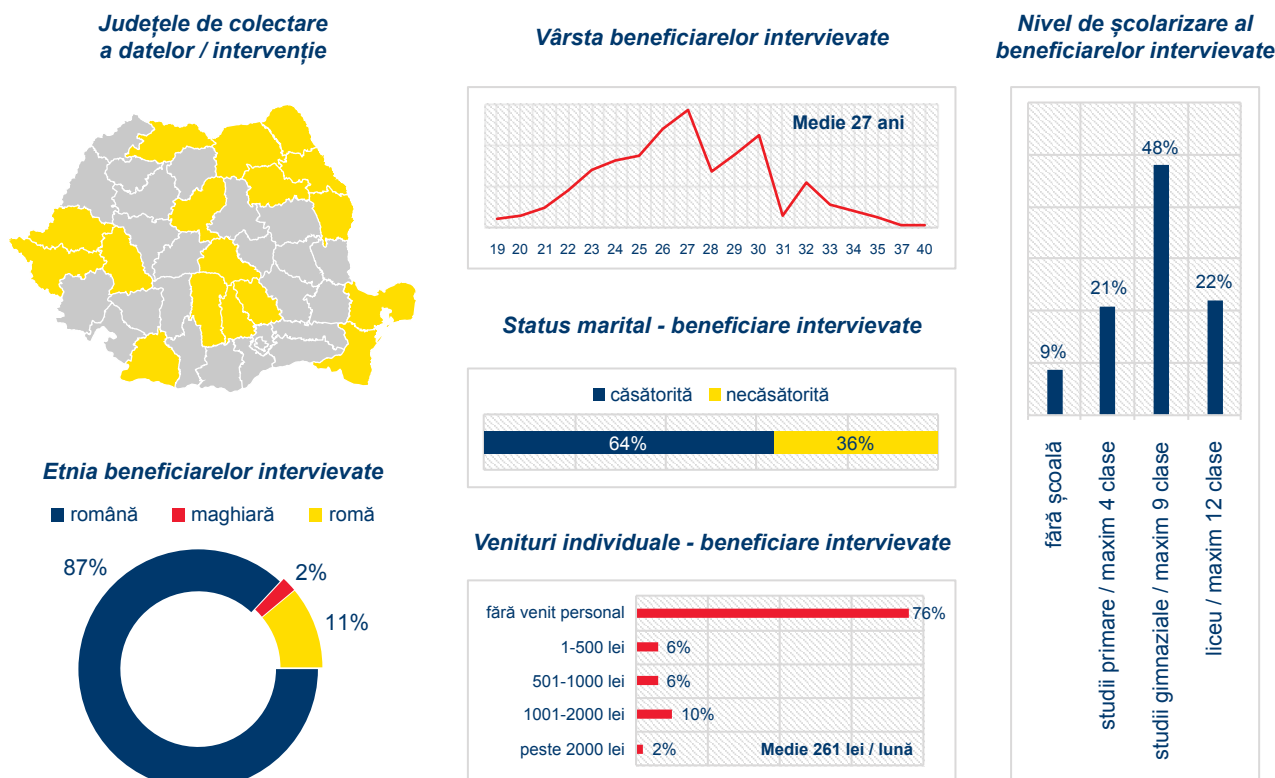 Județele de colectare
a datelor / intervenție
Etnia beneficiarelor intervievate
română maghiară romă
87%
2%
11%
Vârsta beneficiarelor intervievate
Medie 27 ani
19 20 21 22 23 24 25 26 27 28 29 30 31 32 33 34 35 37 40
Status marital - beneficiare intervievate
căsătorită necăsătorită
64% 36%
Venituri individuale - beneficiare intervievate
fără venit personal 76%
1-500 lei 6%
501-1000 lei 6%
1001-2000 lei 10%
peste 2000 lei 2%
Medie 261 lei / lună
Nivel de școlarizare al
beneficiarelor intervievate
9%
21%
48%
22%
fără școală
studii primare / maxim 4 clase
studii gimnaziale / maxim 9 clase
liceu / maxim 12 clase